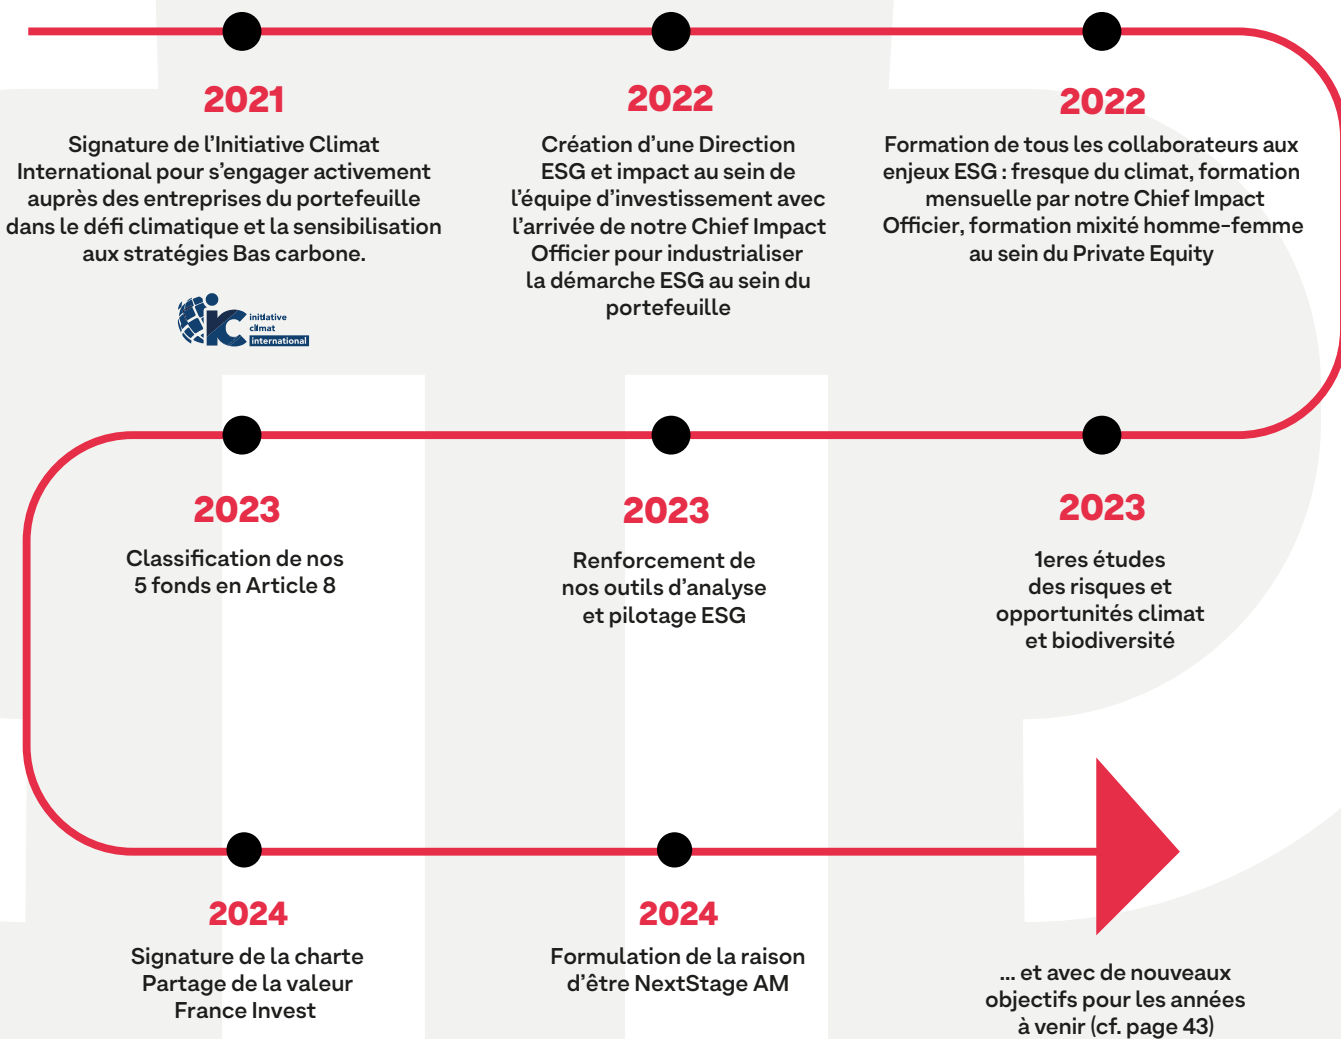 2021
Signature de l'Initiative Climat
International pour s'engager activement
auprès des entreprises du portefeuille
dans le défi climatique et la sensibilisation
aux stratégies Bas carbone.
ic
initiative
climat
international
2022
Création d'une Direction
ESG et impact au sein de
l'équipe d'investissement avec
l'arrivée de notre Chief Impact
Officier pour industrialiser
la démarche ESG au sein du
portefeuille
2022
Formation de tous les collaborateurs aux
enjeux ESG : fresque du climat, formation
mensuelle par notre Chief Impact
Officier, formation mixité homme-femme
au sein du Private Equity
2023
Classification de nos
5 fonds en Article 8
2023
Renforcement de
nos outils d'analyse
et pilotage ESG
2023
1eres études
des risques et
opportunités climat
et biodiversité
2024
Signature de la charte
Partage de la valeur
France Invest
2024
Formulation de la raison
d'être NextStage AM
... et avec de nouveaux
objectifs pour les années
à venir (cf. page 43)